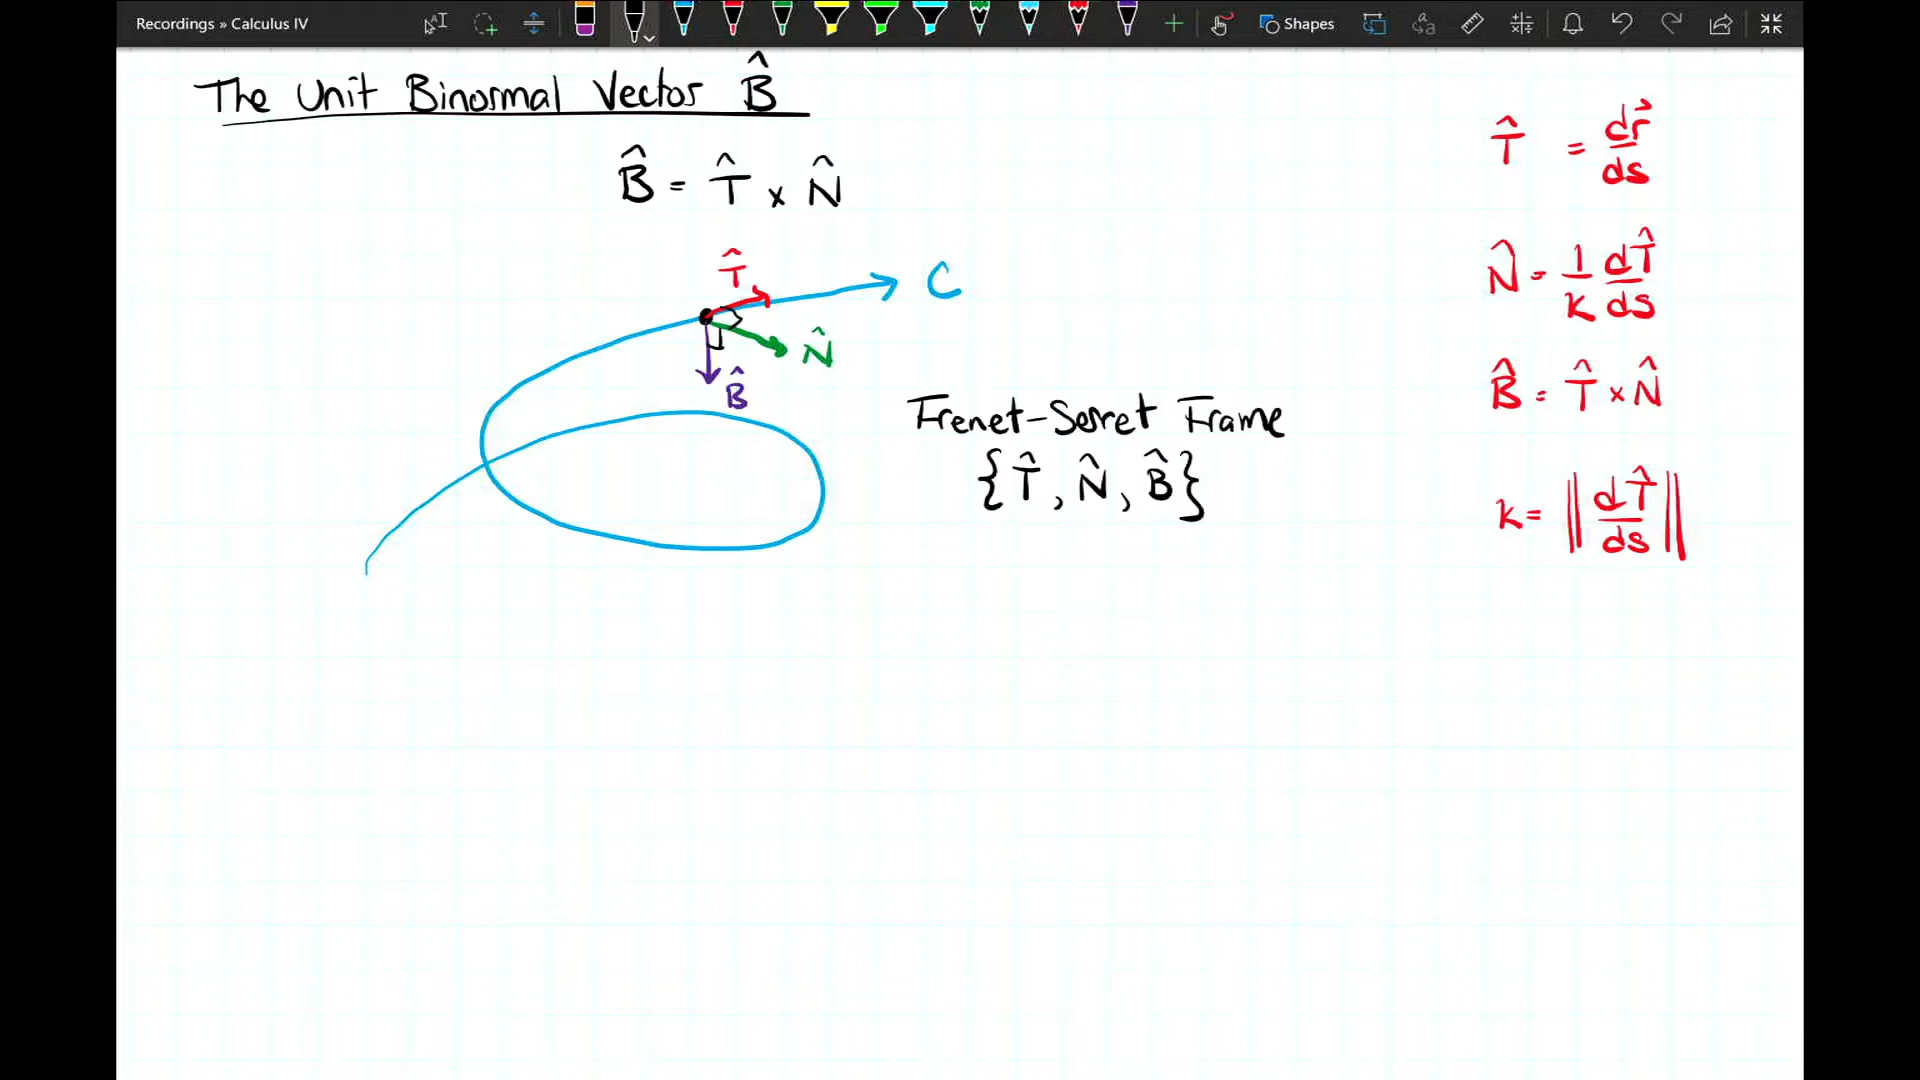 Recordings » Calculus IV
Shapes
The Unit Binormal Vector B̂
B̂ = T̂ × N̂
T̂
C
N̂
B̂
Frenet-Serret Frame
{T̂, N̂, B̂}
T̂ = dr⃗/ds
N̂ = 1/κ dT̂/ds
B̂ = T̂ × N̂
κ = ‖dT̂/ds‖